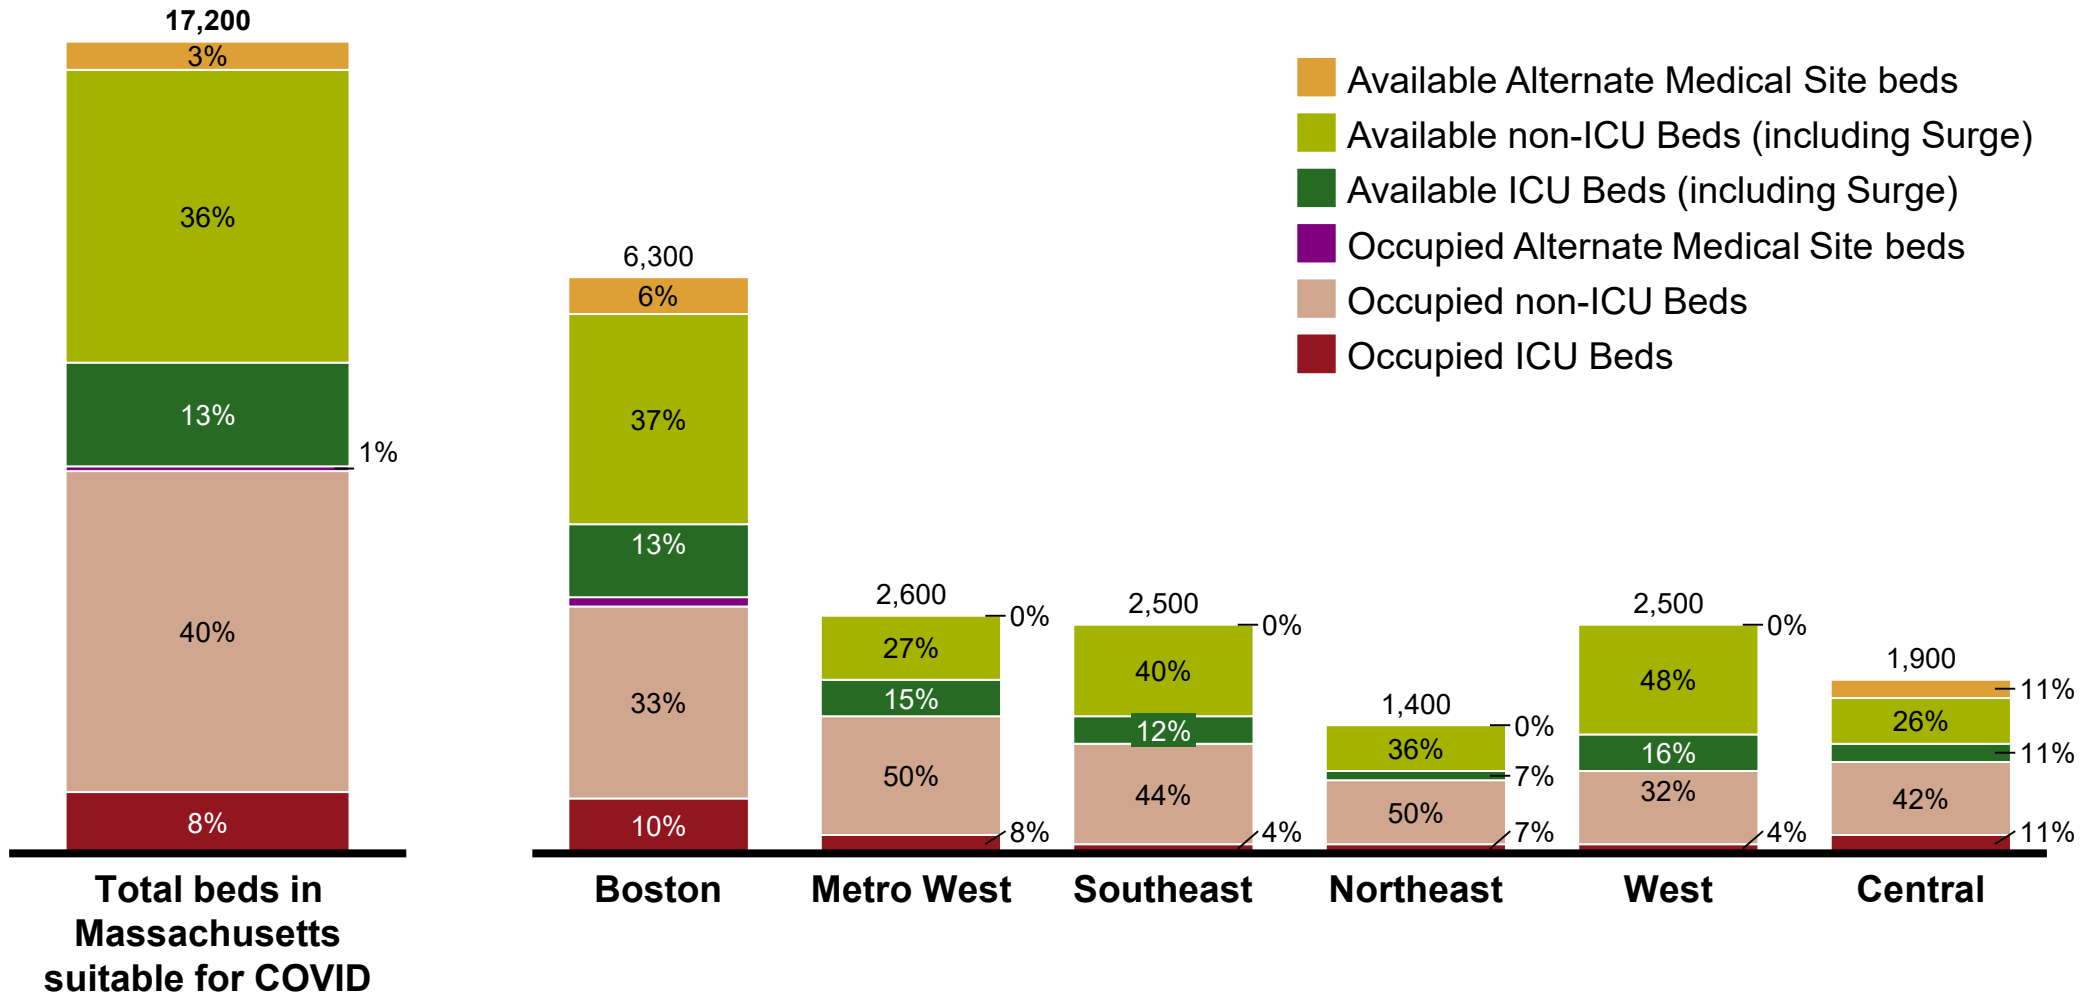 17,200
3%
36%
13%
1%
40%
8%
Total beds in
Massachusetts
suitable for COVID
6,300
6%
37%
13%
33%
10%
Boston
2,600
0%
27%
15%
50%
8%
Metro West
2,500
0%
40%
12%
44%
4%
Southeast
1,400
0%
36%
7%
50%
7%
Northeast
2,500
0%
48%
16%
32%
4%
West
1,900
11%
26%
11%
42%
11%
Central
Available Alternate Medical Site beds
Available non-ICU Beds (including Surge)
Available ICU Beds (including Surge)
Occupied Alternate Medical Site beds
Occupied non-ICU Beds
Occupied ICU Beds